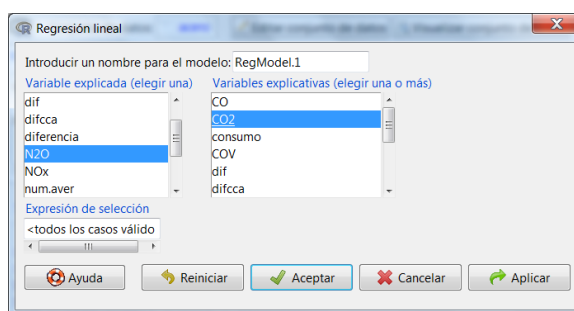 Regresión lineal
Introducir un nombre para el modelo: RegModel.1
Variable explicada (elegir una) Variables explicativas (elegir una o más)
dif CO
difcca CO2
diferencia consumo
N2O COV
NOx dif
num.aver difcca
Expresión de selección
<todos los casos válido
Ayuda Reiniciar Aceptar Cancelar Aplicar